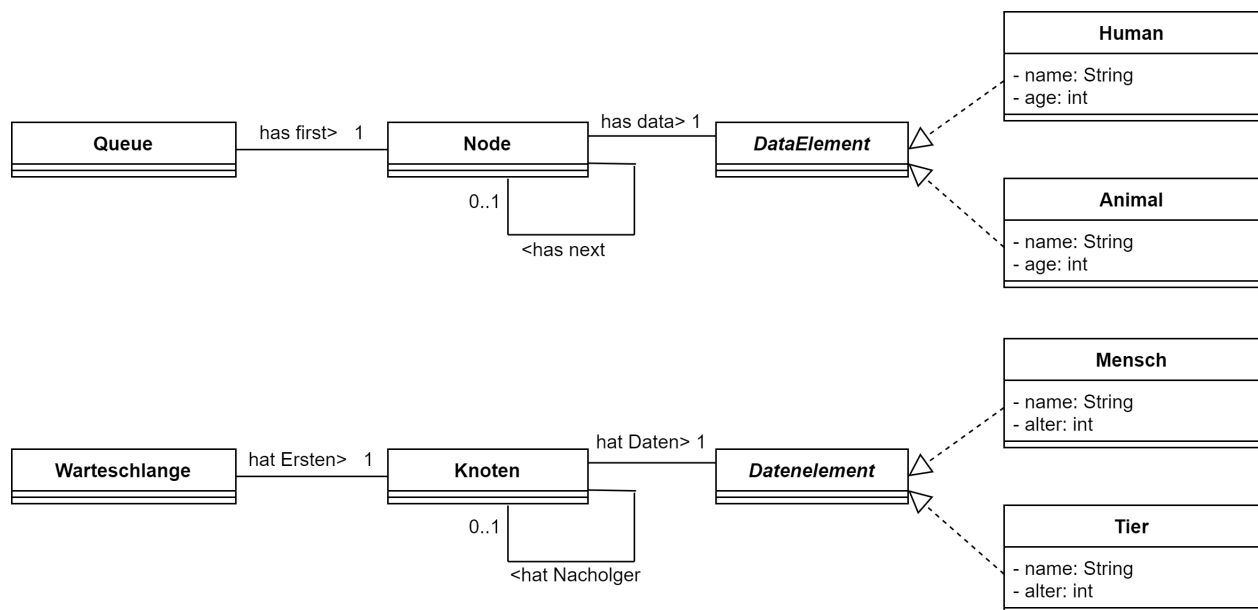 Human
- name: String
- age: int
Queue
has first> 1
Node
has data> 1
DataElement
0..1
<has next
Animal
- name: String
- age: int
Mensch
- name: String
- alter: int
Warteschlange
hat Ersten> 1
Knoten
hat Daten> 1
Datenelement
0..1
<hat Nacholger
Tier
- name: String
- alter: int